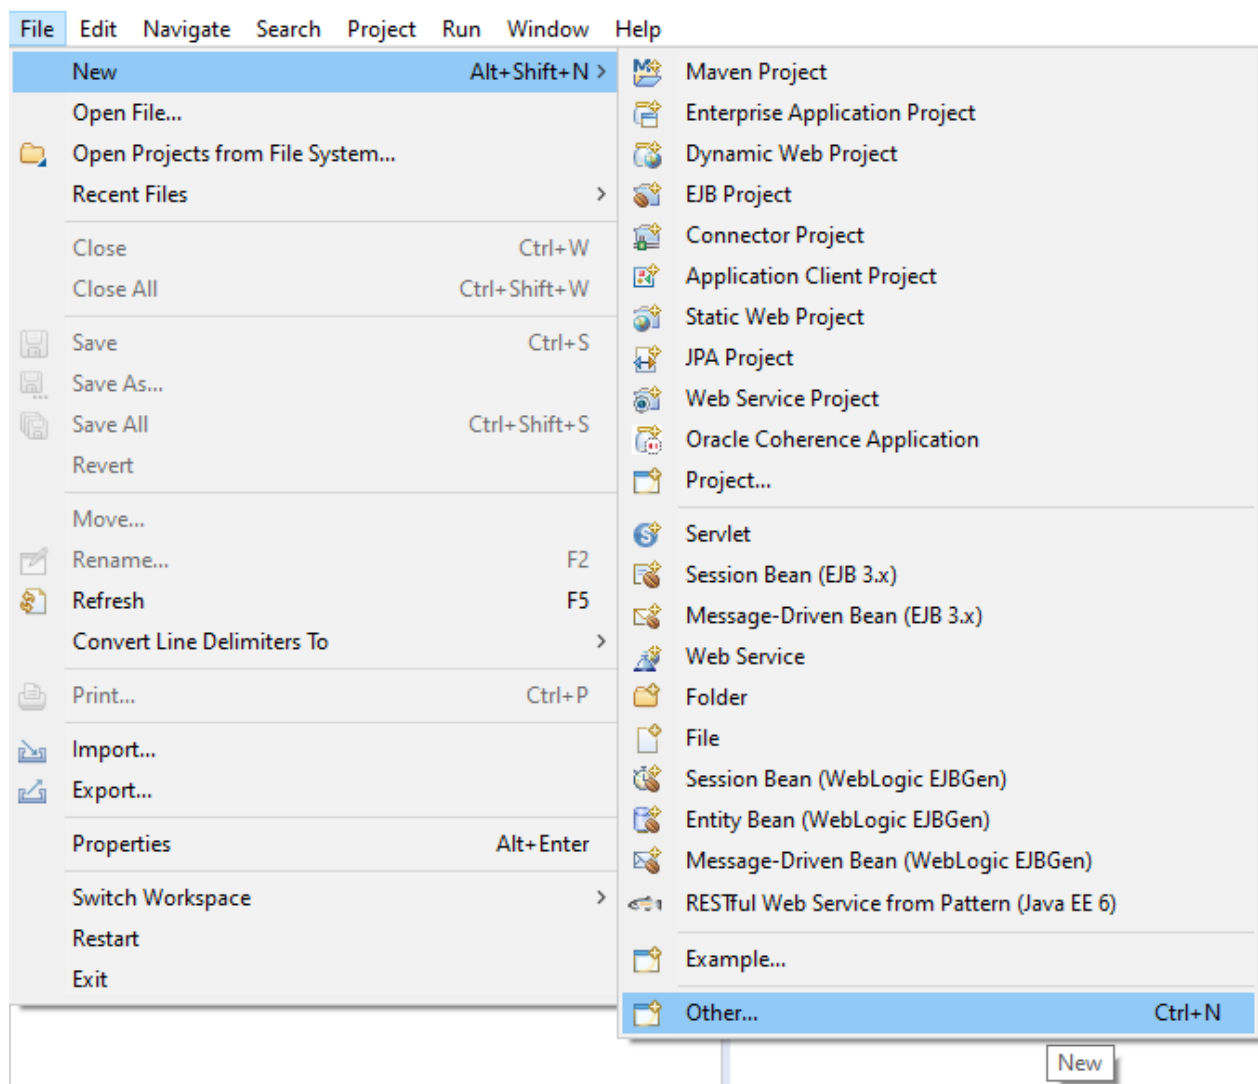 File Edit Navigate Search Project Run Window Help
New Alt+Shift+N >
Open File...
Open Projects from File System...
Recent Files >
Close Ctrl+W
Close All Ctrl+Shift+W
Save Ctrl+S
Save As...
Save All Ctrl+Shift+S
Revert
Move...
Rename... F2
Refresh F5
Convert Line Delimiters To >
Print... Ctrl+P
Import...
Export...
Properties Alt+Enter
Switch Workspace >
Restart
Exit
Maven Project
Enterprise Application Project
Dynamic Web Project
EJB Project
Connector Project
Application Client Project
Static Web Project
JPA Project
Web Service Project
Oracle Coherence Application
Project...
Servlet
Session Bean (EJB 3.x)
Message-Driven Bean (EJB 3.x)
Web Service
Folder
File
Session Bean (WebLogic EJBGen)
Entity Bean (WebLogic EJBGen)
Message-Driven Bean (WebLogic EJBGen)
RESTful Web Service from Pattern (Java EE 6)
Example...
Other... Ctrl+N
New